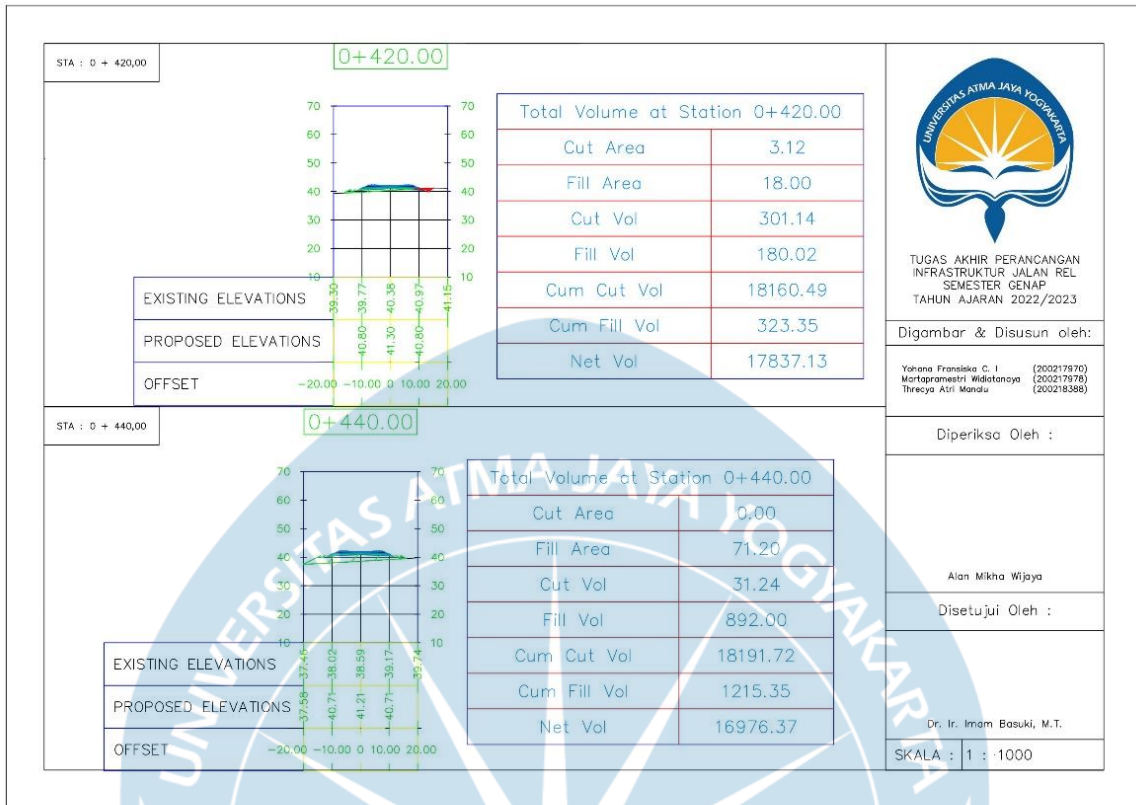 STA : 0 + 420,00
0+420.00
70 70
60 60
50 50
40 40
30 30
20 20
10 10
EXISTING ELEVATIONS 39.30 39.77 40.38 40.97 41.15
PROPOSED ELEVATIONS 40.80 41.30 40.80
OFFSET -20.00 -10.00 0 10.00 20.00
Total Volume at Station 0+420.00
Cut Area 3.12
Fill Area 18.00
Cut Vol 301.14
Fill Vol 180.02
Cum Cut Vol 18160.49
Cum Fill Vol 323.35
Net Vol 17837.13
STA : 0 + 440,00
0+440.00
70 70
60 60
50 50
40 40
30 30
20 20
10 10
EXISTING ELEVATIONS 37.46 38.02 38.59 39.17 39.74
PROPOSED ELEVATIONS 37.58 40.71 41.21 40.71
OFFSET -20.00 -10.00 0 10.00 20.00
Total Volume at Station 0+440.00
Cut Area 0.00
Fill Area 71.20
Cut Vol 31.24
Fill Vol 892.00
Cum Cut Vol 18191.72
Cum Fill Vol 1215.35
Net Vol 16976.37
UNIVERSITAS ATMA JAYA YOGYAKARTA
TUGAS AKHIR PERANCANGAN
INFRASTRUKTUR JALAN REL
SEMESTER GENAP
TAHUN AJARAN 2022/2023
Digambar & Disusun oleh:
Yohana Fransiska C. I (200217970)
Martapramestri Widiatanaya (200217978)
Threcya Atri Manalu (200218388)
Diperiksa Oleh :
Alan Mikha Wijaya
Disetujui Oleh :
Dr. Ir. Imam Basuki, M.T.
SKALA : 1 : 1000
UNIVERSITAS ATMA JAYA YOGYAKARTA